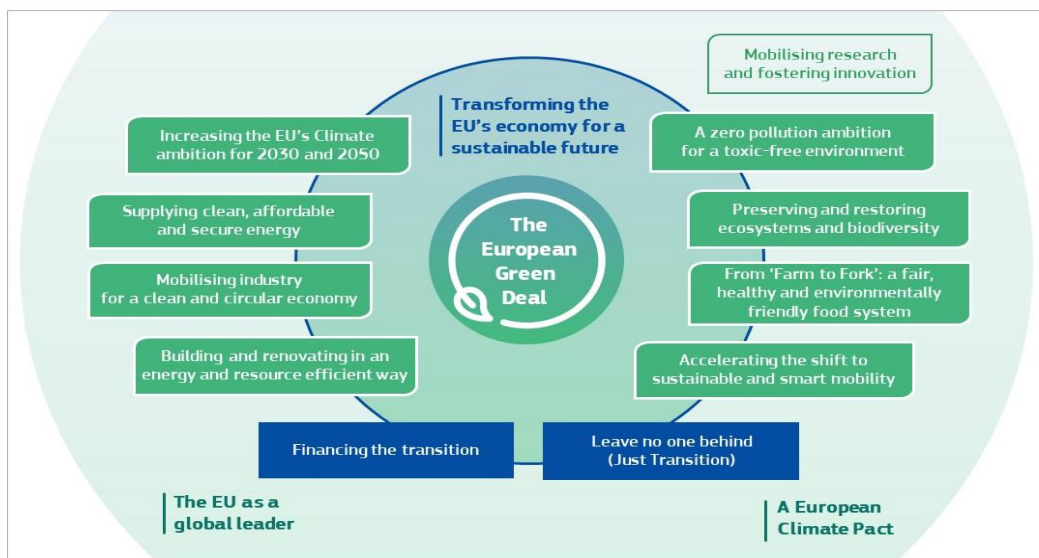 Mobilising research
and fostering innovation
Transforming the
EU's economy for a
sustainable future
Increasing the EU's Climate
ambition for 2030 and 2050
A zero pollution ambition
for a toxic-free environment
Supplying clean, affordable
and secure energy
Preserving and restoring
ecosystems and biodiversity
The
European
Green
Deal
Mobilising industry
for a clean and circular economy
From ‘Farm to Fork’: a fair,
healthy and environmentally
friendly food system
Building and renovating in an
energy and resource efficient way
Accelerating the shift to
sustainable and smart mobility
Financing the transition
Leave no one behind
(Just Transition)
The EU as a
global leader
A European
Climate Pact